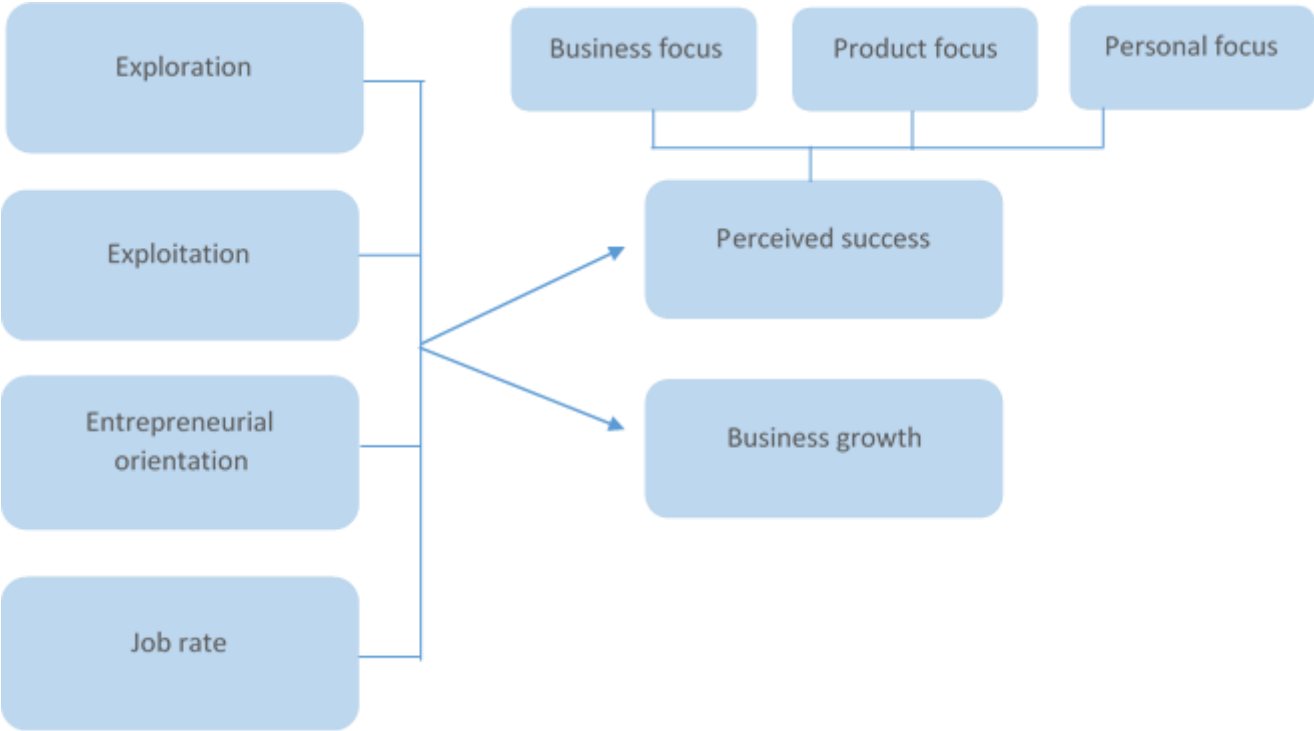 Exploration
Business focus
Product focus
Personal focus
Exploitation
Perceived success
Entrepreneurial
orientation
Business growth
Job rate